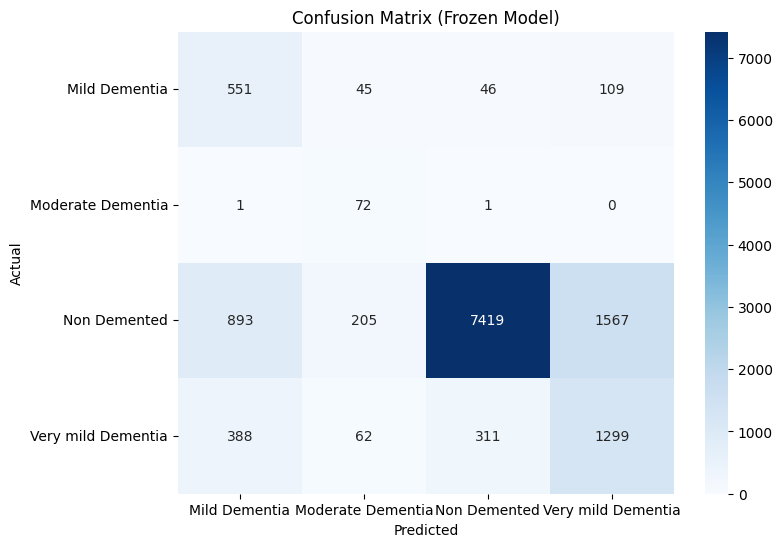 Confusion Matrix (Frozen Model)
Mild Dementia 551 45 46 109
Moderate Dementia 1 72 1 0
Non Demented 893 205 7419 1567
Very mild Dementia 388 62 311 1299
Mild Dementia Moderate Dementia Non Demented Very mild Dementia
Predicted
Actual
7000
6000
5000
4000
3000
2000
1000
0